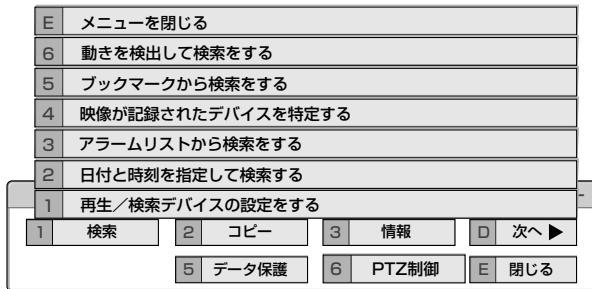 E メニューを閉じる
6 動きを検出して検索をする
5 ブックマークから検索をする
4 映像が記録されたデバイスを特定する
3 アラームリストから検索をする
2 日付と時刻を指定して検索する
1 再生／検索デバイスの設定をする
1 検索 2 コピー 3 情報 D 次へ ▶
5 データ保護 6 PTZ制御 E 閉じる